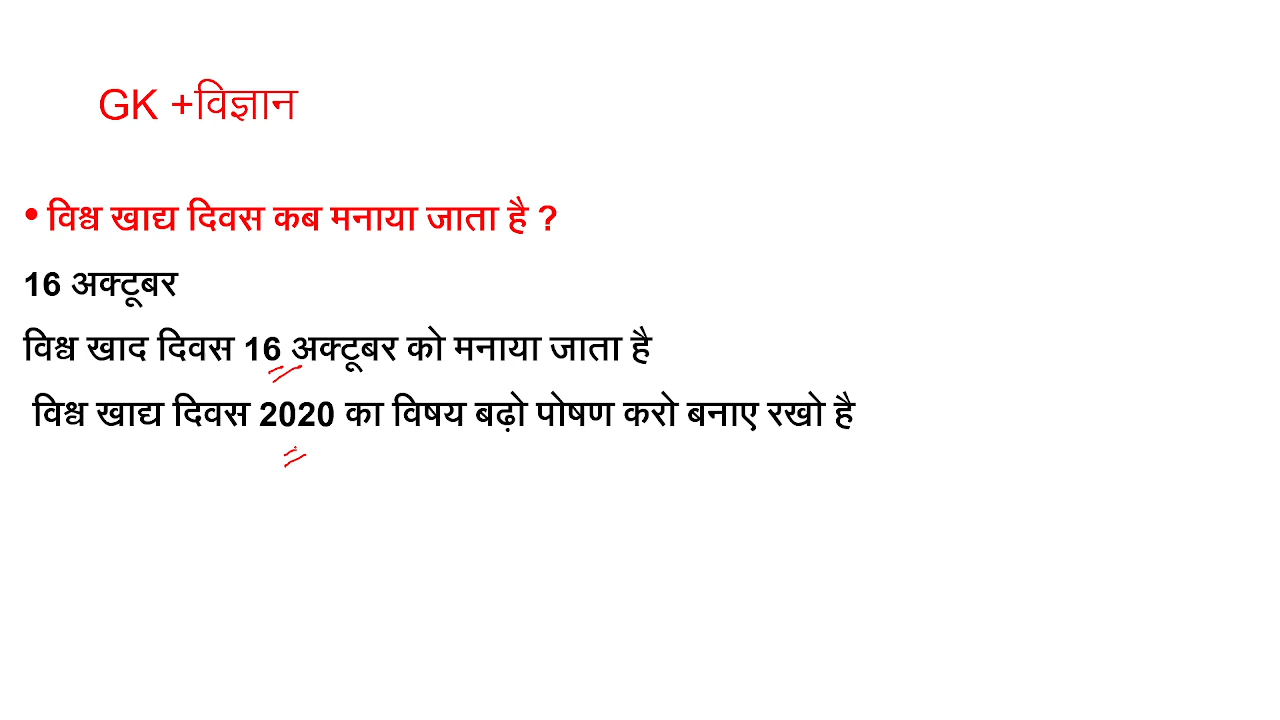 GK +विज्ञान
• विश्व खाद्य दिवस कब मनाया जाता है ?
16 अक्टूबर
विश्व खाद दिवस 16 अक्टूबर को मनाया जाता है
विश्व खाद्य दिवस 2020 का विषय बढ़ो पोषण करो बनाए रखो है